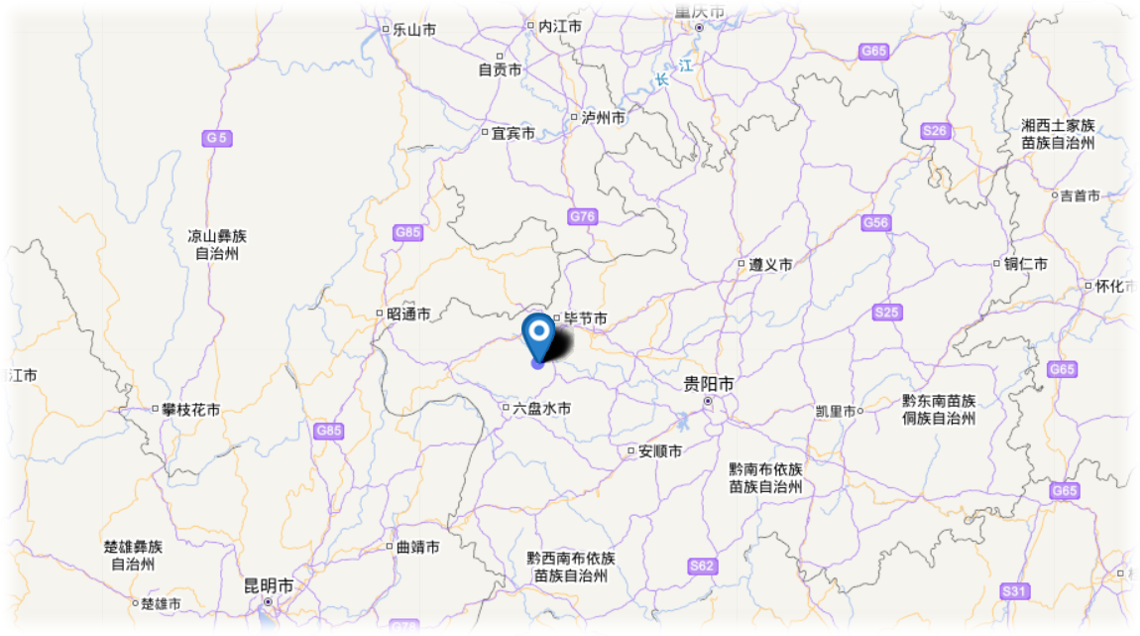 重庆市
乐山市
内江市
G65
自贡市
长江
泸州市
宜宾市
G5
S26
湘西土家族
苗族自治州
吉首市
G76
G56
G85
凉山彝族
自治州
遵义市
铜仁市
怀化市
昭通市
毕节市
S25
江市
贵阳市
G65
攀枝花市
六盘水市
凯里市
黔东南苗族
侗族自治州
G85
安顺市
黔南布依族
苗族自治州
G65
楚雄彝族
自治州
曲靖市
黔西南布依族
苗族自治州
S62
昆明市
楚雄市
S31